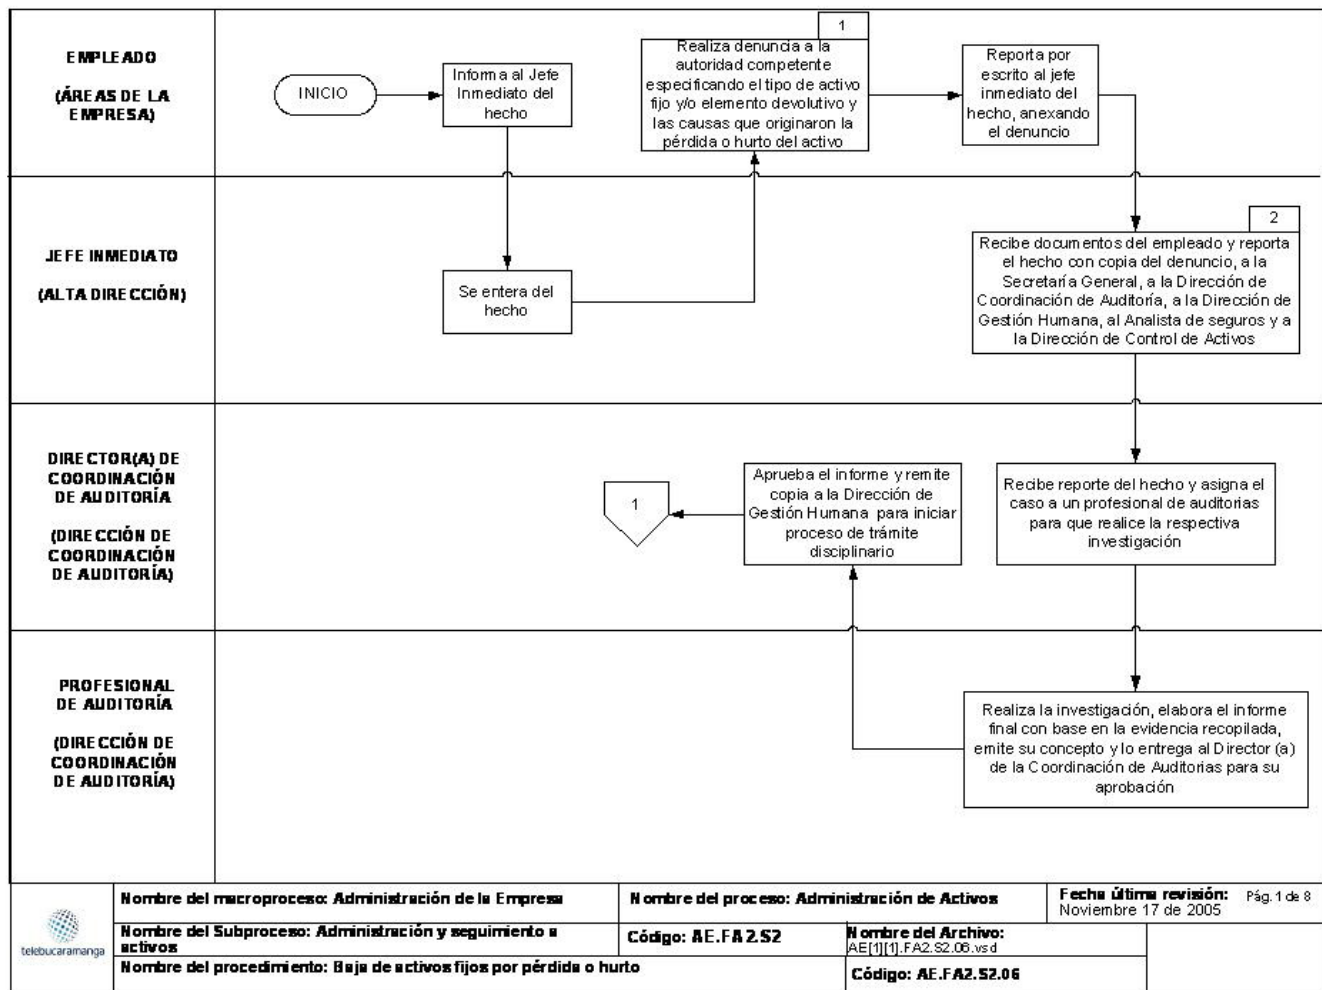 EMPLEADO
(ÁREAS DE LA
EMPRESA)
INICIO
Informa al Jefe
Inmediato del
hecho
1
Realiza denuncia a la
autoridad competente
especificando el tipo de activo
fijo y/o elemento devolutivo y
las causas que originaron la
pérdida o hurto del activo
Reporta por
escrito al jefe
inmediato del
hecho, anexando
el denuncio
JEFE INMEDIATO
(ALTA DIRECCIÓN)
Se entera del
hecho
2
Recibe documentos del empleado y reporta
el hecho con copia del denuncio, a la
Secretaría General, a la Dirección de
Coordinación de Auditoría, a la Dirección de
Gestión Humana, al Analista de seguros y a
la Dirección de Control de Activos
DIRECTOR(A) DE
COORDINACIÓN
DE AUDITORÍA
(DIRECCIÓN DE
COORDINACIÓN
DE AUDITORÍA)
1
Aprueba el informe y remite
copia a la Dirección de
Gestión Humana para iniciar
proceso de trámite
disciplinario
Recibe reporte del hecho y asigna el
caso a un profesional de auditorias
para que realice la respectiva
investigación
PROFESIONAL
DE AUDITORÍA
(DIRECCIÓN DE
COORDINACIÓN
DE AUDITORÍA)
Realiza la investigación, elabora el informe
final con base en la evidencia recopilada,
emite su concepto y lo entrega al Director (a)
de la Coordinación de Auditorias para su
aprobación
telebucaramanga
Nombre del macroproceso: Administración de la Empresa
Nombre del proceso: Administración de Activos
Fecha última revisión: Pág. 1 de 8
Noviembre 17 de 2005
Nombre del Subproceso: Administración y seguimiento a
activos
Código: AE.FA2.S2
Nombre del Archivo:
AE[1][1].FA2.S2.06.vsd
Nombre del procedimiento: Baja de activos fijos por pérdida o hurto
Código: AE.FA2.S2.06